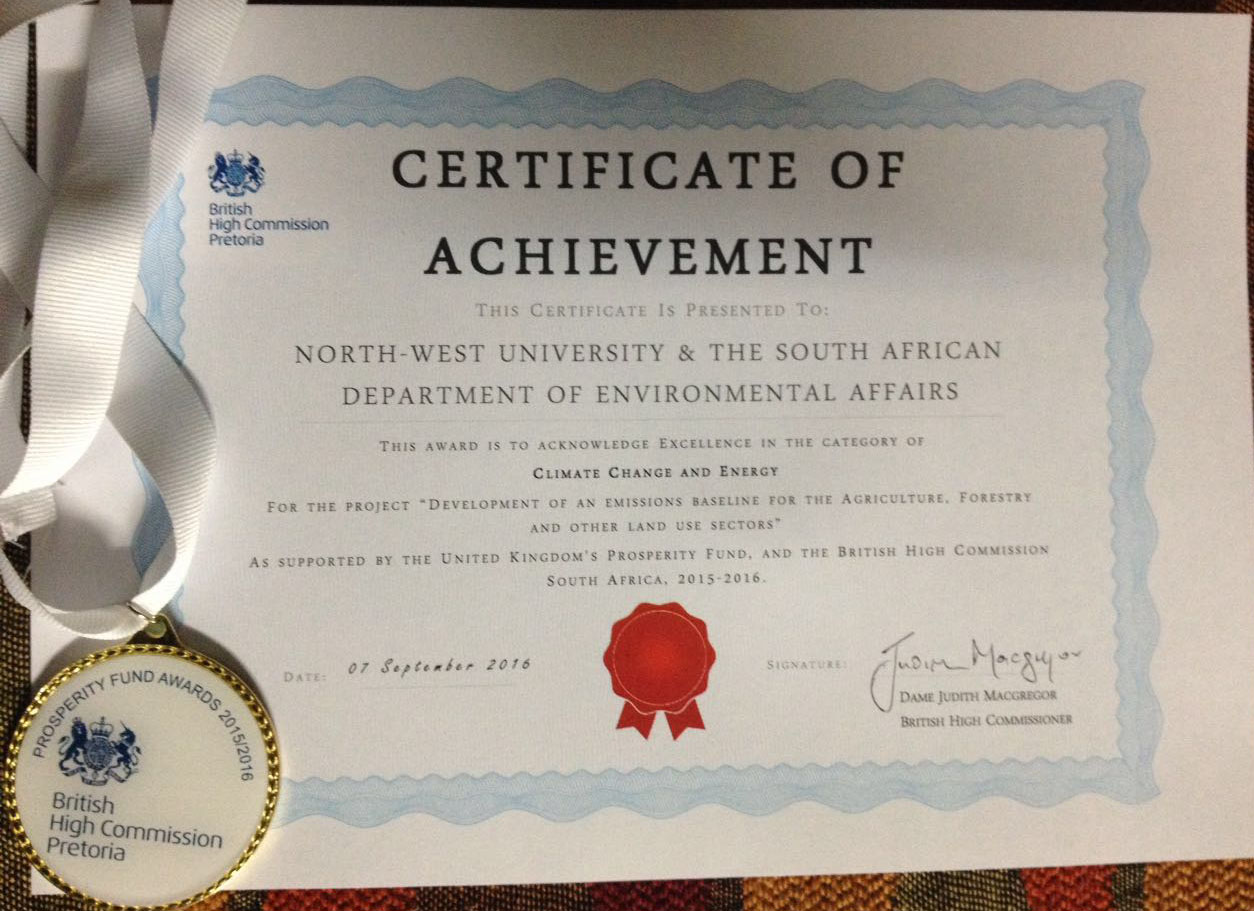 British
High Commission
Pretoria
CERTIFICATE OF
ACHIEVEMENT
THIS CERTIFICATE IS PRESENTED TO:
NORTH-WEST UNIVERSITY & THE SOUTH AFRICAN
DEPARTMENT OF ENVIRONMENTAL AFFAIRS
THIS AWARD IS TO ACKNOWLEDGE EXCELLENCE IN THE CATEGORY OF
CLIMATE CHANGE AND ENERGY
FOR THE PROJECT "DEVELOPMENT OF AN EMISSIONS BASELINE FOR THE AGRICULTURE, FORESTRY
AND OTHER LAND USE SECTORS"
AS SUPPORTED BY THE UNITED KINGDOM'S PROSPERITY FUND, AND THE BRITISH HIGH COMMISSION
SOUTH AFRICA, 2015-2016.
DATE: 07 September 2016
SIGNATURE: Judith Macgregor
DAME JUDITH MACGREGOR
BRITISH HIGH COMMISSIONER
PROSPERITY FUND AWARDS 2015/2016
British
High Commission
Pretoria